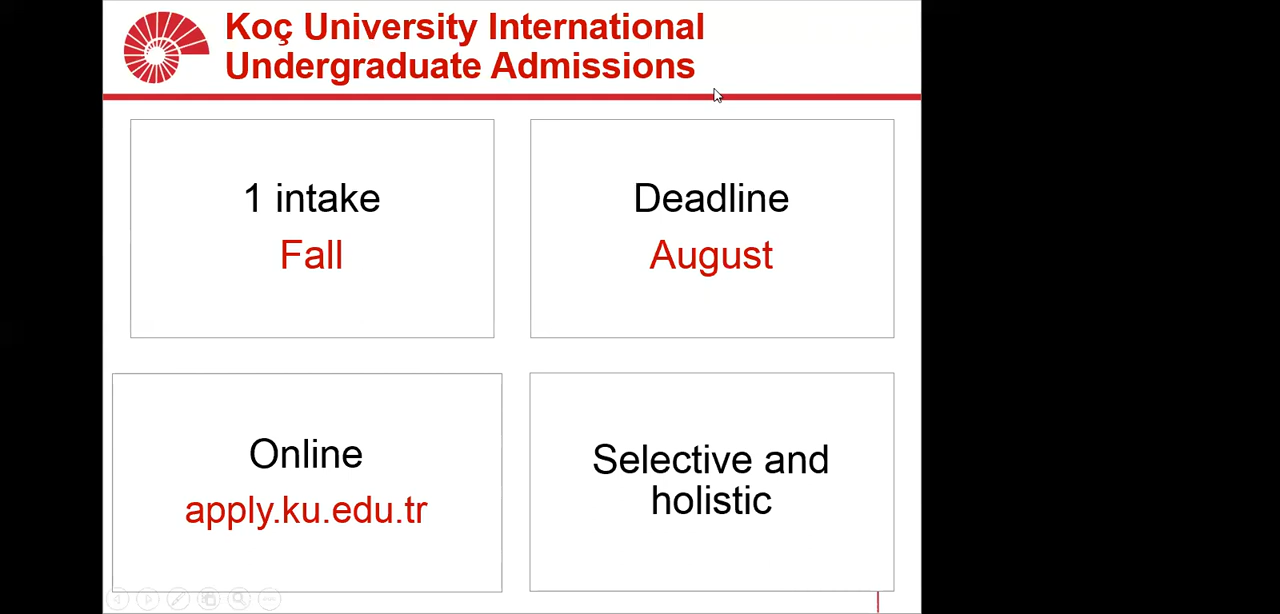 Koç University International
Undergraduate Admissions
1 intake
Fall
Deadline
August
Online
apply.ku.edu.tr
Selective and
holistic